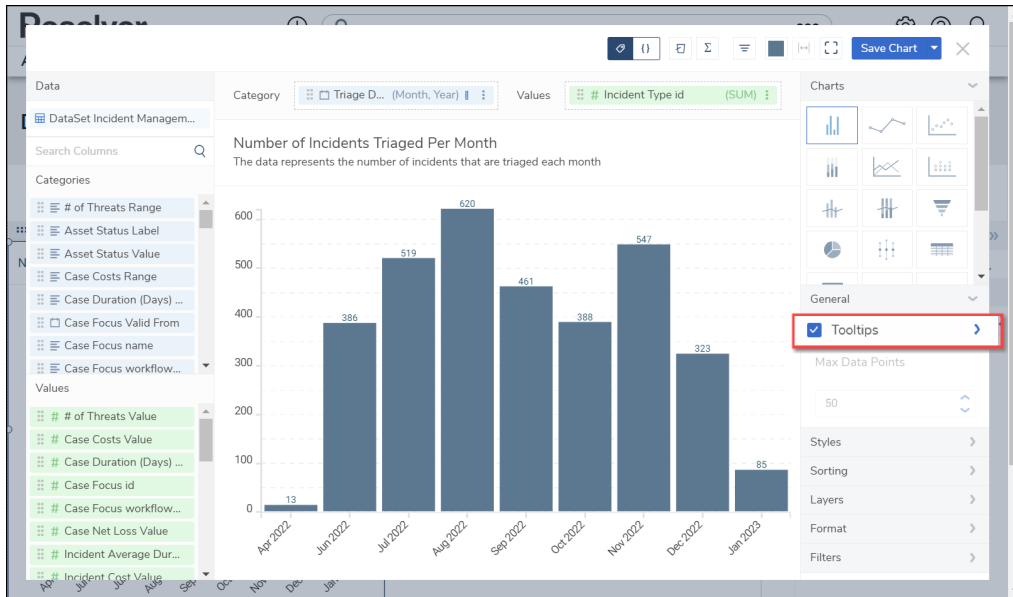 Resolver
Save Chart
Data
DataSet Incident Managem...
Search Columns
Categories
# of Threats Range
Asset Status Label
Asset Status Value
Case Costs Range
Case Duration (Days) ...
Case Focus Valid From
Case Focus name
Case Focus workflow...
Values
# # of Threats Value
# Case Costs Value
# Case Duration (Days) ...
# Case Focus id
# Case Focus workflow...
# Case Net Loss Value
# Incident Average Dur...
# Incident Cost Value
Category
Triage D... (Month, Year)
Values
# Incident Type id (SUM)
Number of Incidents Triaged Per Month
The data represents the number of incidents that are triaged each month
600
500
400
300
200
100
0
13
386
519
620
461
388
547
323
85
Apr 2022
Jun 2022
Jul 2022
Aug 2022
Sep 2022
Oct 2022
Nov 2022
Dec 2022
Jan 2023
Charts
General
Tooltips
Max Data Points
50
Styles
Sorting
Layers
Format
Filters